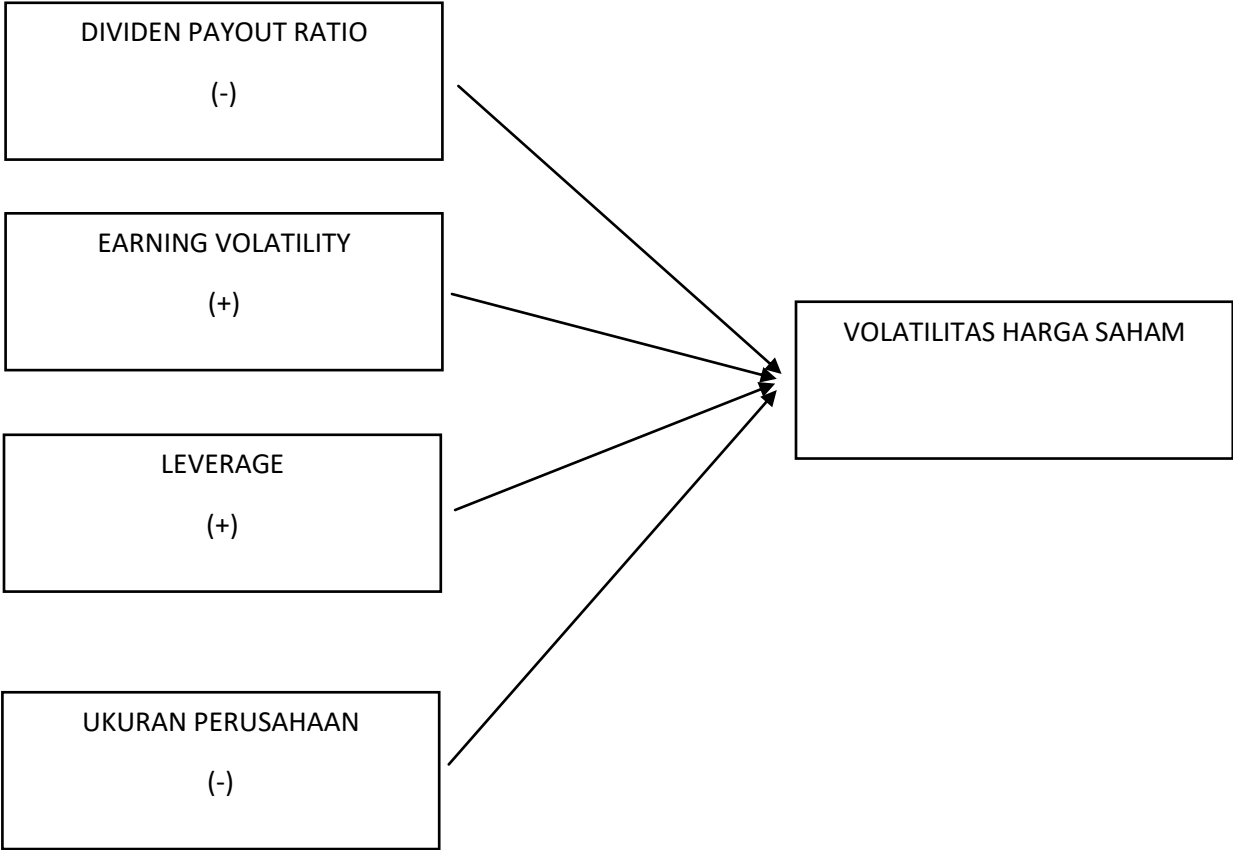 DIVIDEN PAYOUT RATIO
(-)
EARNING VOLATILITY
(+)
VOLATILITAS HARGA SAHAM
LEVERAGE
(+)
UKURAN PERUSAHAAN
(-)